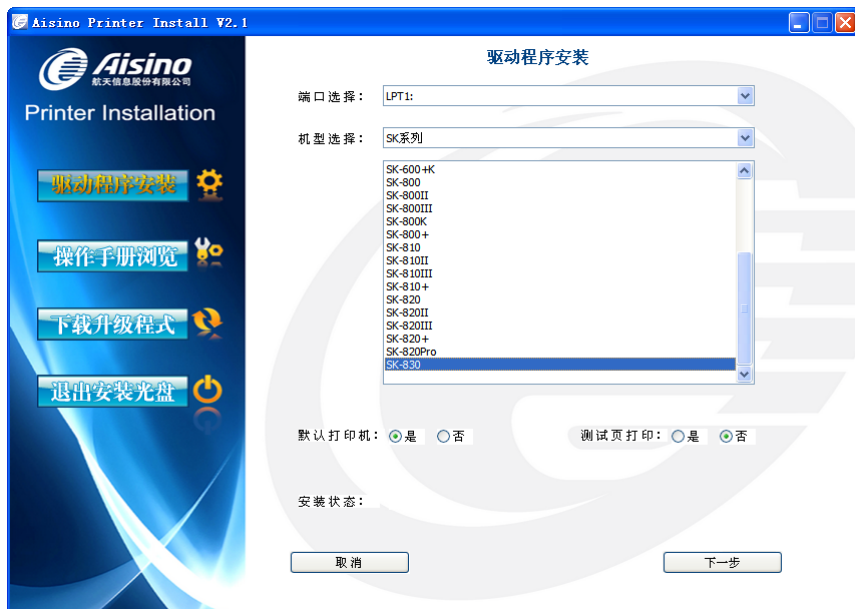 Aisino Printer Install V2.1
Aisino
航天信息股份有限公司
Printer Installation
驱动程序安装
操作手册浏览
下载升级程式
退出安装光盘
驱动程序安装
端口选择： LPT1:
机型选择： SK系列
SK-600+K
SK-800
SK-800II
SK-800III
SK-800K
SK-800+
SK-810
SK-810II
SK-810III
SK-810+
SK-820
SK-820II
SK-820III
SK-820+
SK-820Pro
SK-830
默认打印机： 是 否 测试页打印： 是 否
安装状态：
取消 下一步